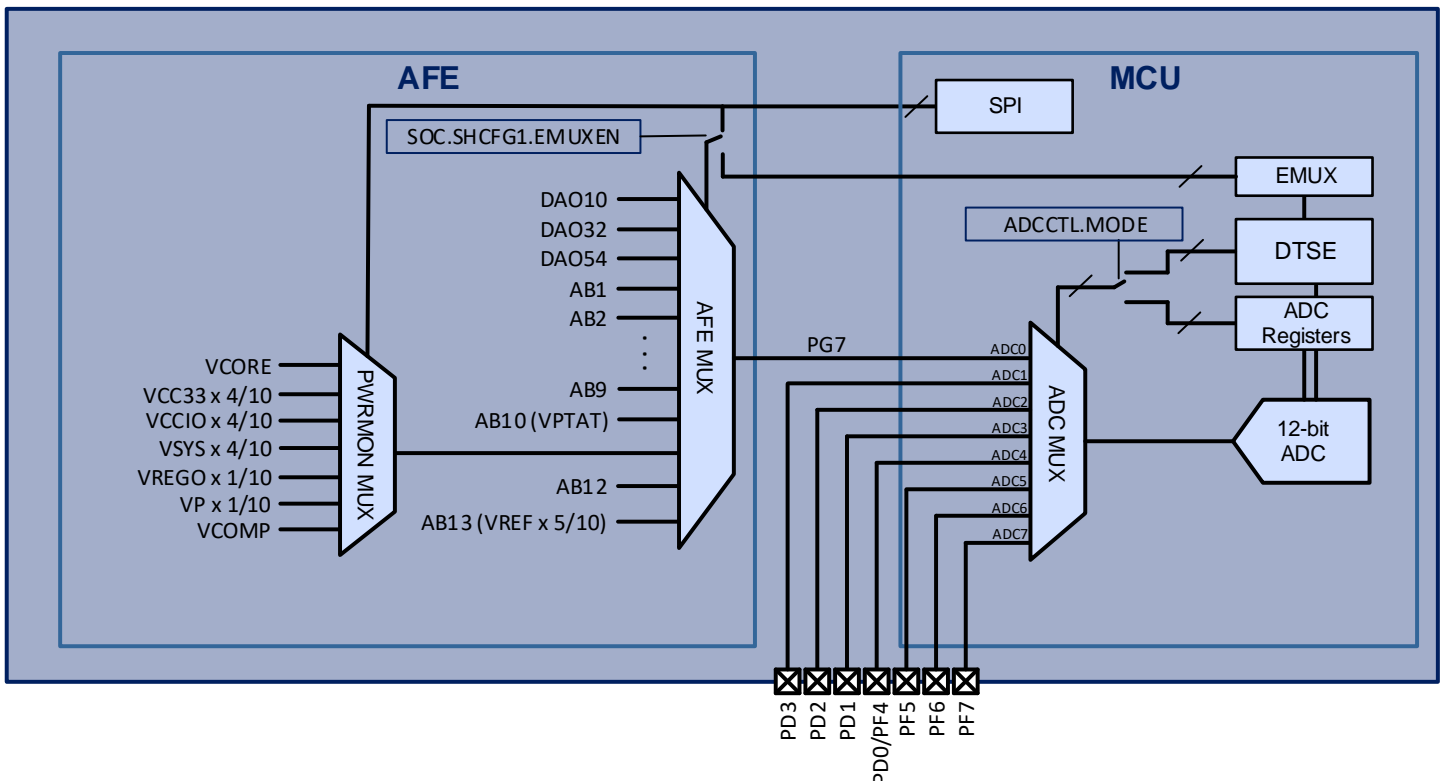 AFE
MCU
SPI
SOC.SHCFG1.EMUXEN
EMUX
ADCCTL.MODE
DTSE
ADC
Registers
DAO10
DAO32
DAO54
AB1
AB2
AB9
AB10 (VPTAT)
AB12
AB13 (VREF x 5/10)
AFE MUX
VCORE
VCC33 x 4/10
VCCIO x 4/10
VSYS x 4/10
VREGO x 1/10
VP x 1/10
VCOMP
PWRMON MUX
PG7
ADC0
ADC1
ADC2
ADC3
ADC4
ADC5
ADC6
ADC7
ADC MUX
12-bit
ADC
PD3
PD2
PD1
PD0/PF4
PF5
PF6
PF7